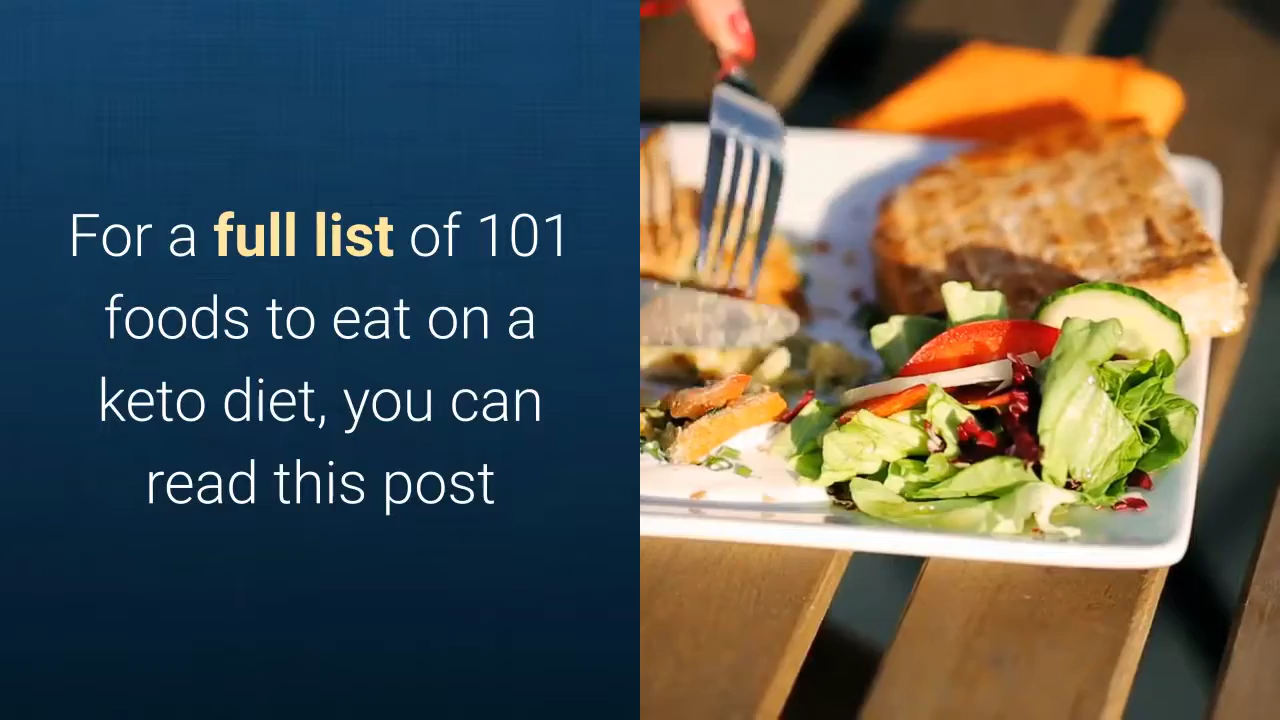 For a full list of 101
foods to eat on a
keto diet, you can
read this post